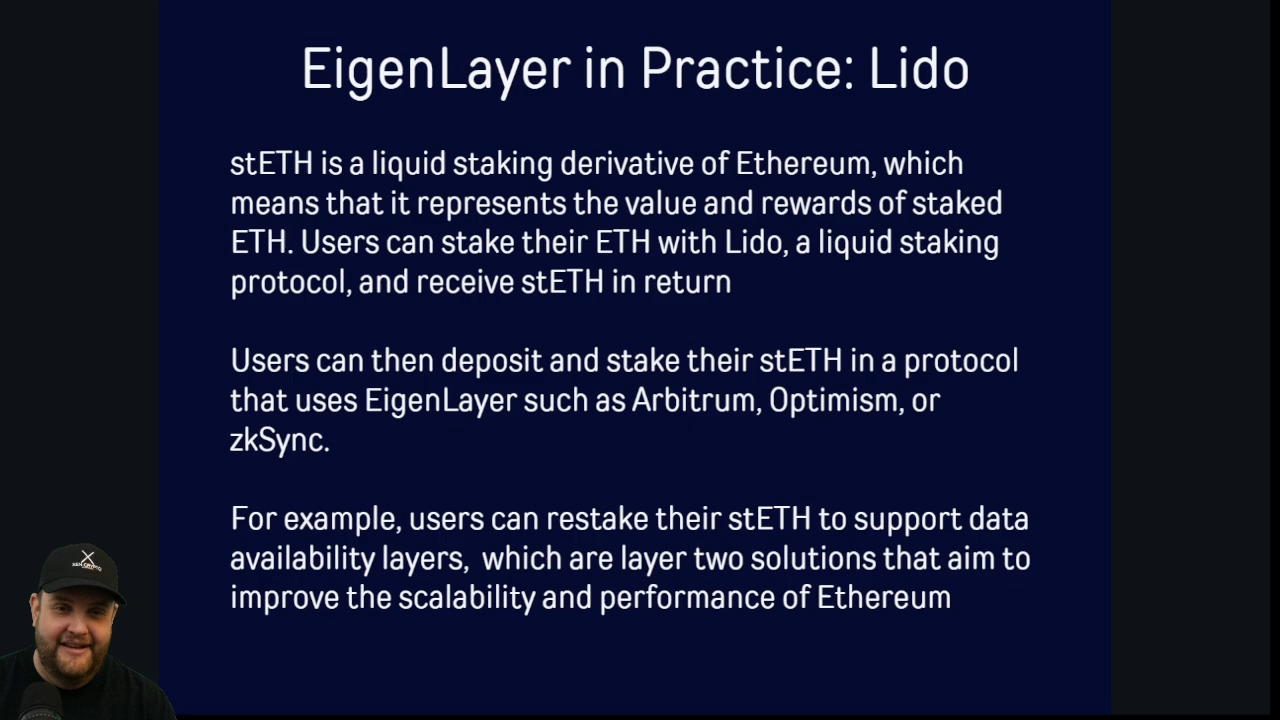 EigenLayer in Practice: Lido
stETH is a liquid staking derivative of Ethereum, which
means that it represents the value and rewards of staked
ETH. Users can stake their ETH with Lido, a liquid staking
protocol, and receive stETH in return
Users can then deposit and stake their stETH in a protocol
that uses EigenLayer such as Arbitrum, Optimism, or
zkSync.
For example, users can restake their stETH to support data
availability layers, which are layer two solutions that aim to
improve the scalability and performance of Ethereum